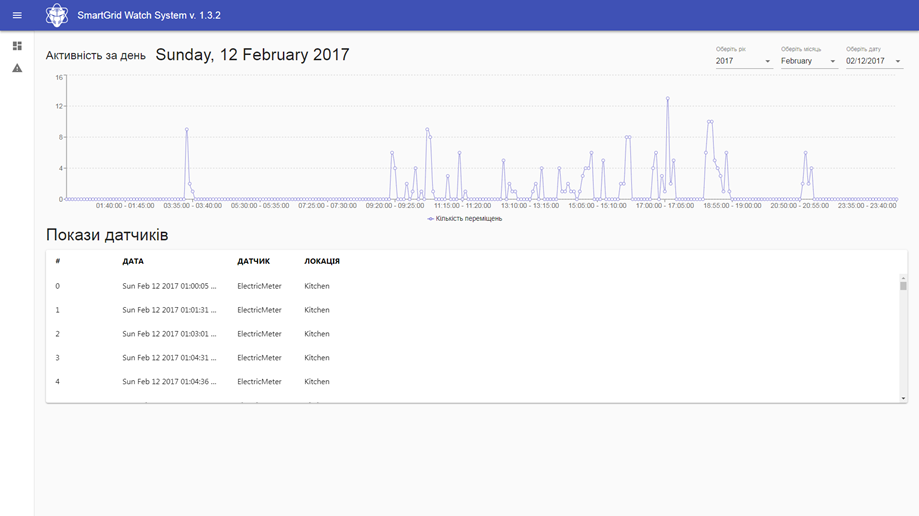 SmartGrid Watch System v. 1.3.2
Активність за день Sunday, 12 February 2017
Оберіть рік Оберіть місяць Оберіть дату
2017 February 02/12/2017
16
12
8
4
0
01:40:00 - 01:45:00 03:35:00 - 03:40:00 05:30:00 - 05:35:00 07:25:00 - 07:30:00 09:20:00 - 09:25:00 11:15:00 - 11:20:00 13:10:00 - 13:15:00 15:05:00 - 15:10:00 17:00:00 - 17:05:00 18:55:00 - 19:00:00 20:50:00 - 20:55:00 23:35:00 - 23:40:00
Кількість переміщень
Покази датчиків
# ДАТА ДАТЧИК ЛОКАЦІЯ
0 Sun Feb 12 2017 01:00:05 ... ElectricMeter Kitchen
1 Sun Feb 12 2017 01:01:31 ... ElectricMeter Kitchen
2 Sun Feb 12 2017 01:03:01 ... ElectricMeter Kitchen
3 Sun Feb 12 2017 01:04:31 ... ElectricMeter Kitchen
4 Sun Feb 12 2017 01:04:36 ... ElectricMeter Kitchen